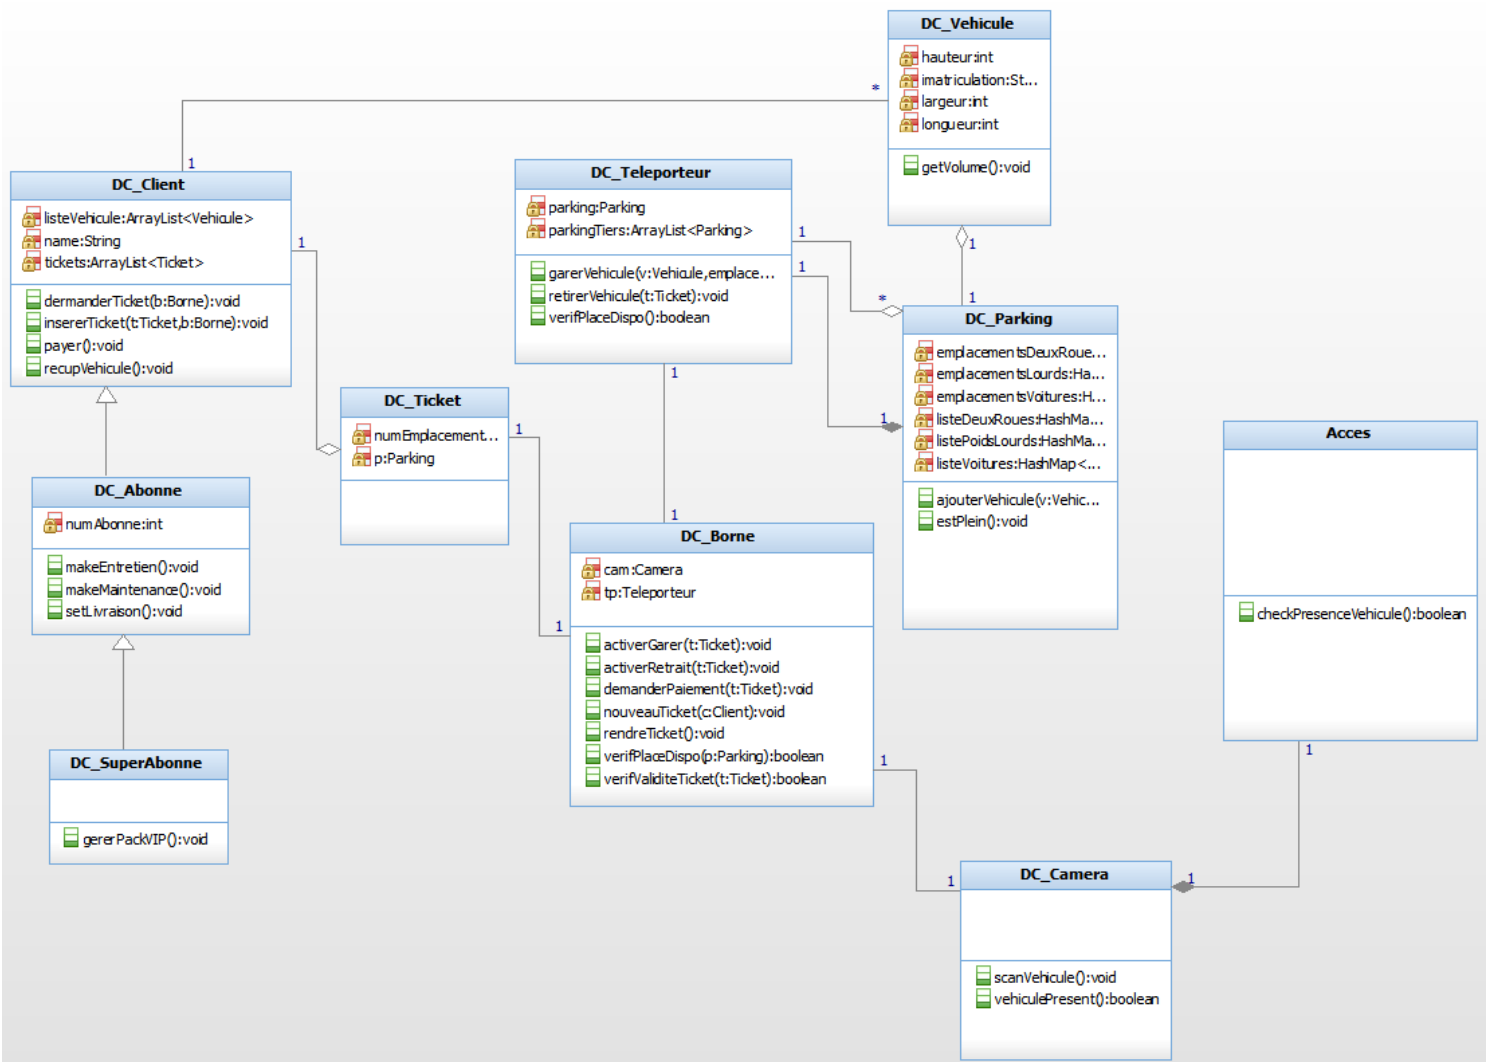 DC_Vehicule
hauteur:int
imatriculation:St...
largeur:int
longueur:int
getVolume():void
*
1
1
1
DC_Client
listeVehicule:ArrayList<Vehicule>
name:String
tickets:ArrayList<Ticket>
dermanderTicket(b:Borne):void
insererTicket(t:Ticket,b:Borne):void
payer():void
recupVehicule():void
1
DC_Teleporteur
parking:Parking
parkingTiers:ArrayList<Parking>
garerVehicule(v:Vehicule,emplace...
retirerVehicule(t:Ticket):void
verifPlaceDispo():boolean
1
1
*
1
1
DC_Parking
emplacementsDeuxRoue...
emplacementsLourds:Ha...
emplacementsVoitures:H...
listeDeuxRoues:HashMa...
listePoidsLourds:HashMa...
listeVoitures:HashMap<...
ajouterVehicule(v:Vehic...
estPlein():void
DC_Ticket
numEmplacement...
p:Parking
1
Acces
checkPresenceVehicule():boolean
1
DC_Abonne
numAbonne:int
makeEntretien():void
makeMaintenance():void
setLivraison():void
1
1
DC_Borne
cam:Camera
tp:Teleporteur
activerGarer(t:Ticket):void
activerRetrait(t:Ticket):void
demanderPaiement(t:Ticket):void
nouveauTicket(c:Client):void
rendreTicket():void
verifPlaceDispo(p:Parking):boolean
verifValiditeTicket(t:Ticket):boolean
1
DC_SuperAbonne
gererPackVIP():void
1
1
DC_Camera
scanVehicule():void
vehiculePresent():boolean